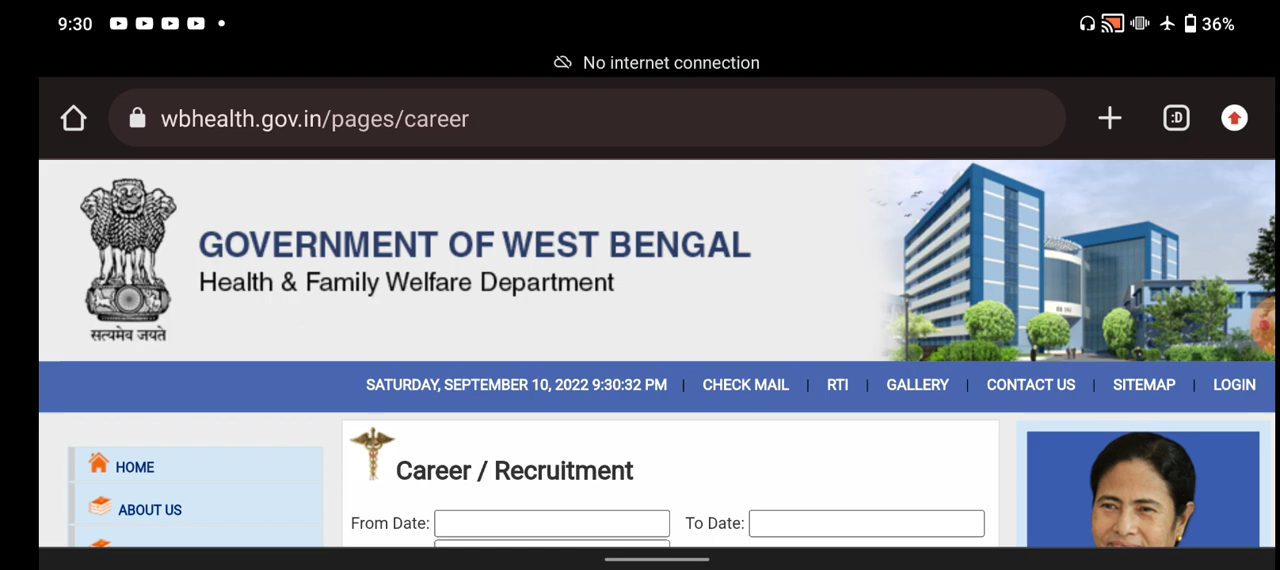 9:30 36%
No internet connection
wbhealth.gov.in/pages/career :D
GOVERNMENT OF WEST BENGAL
Health & Family Welfare Department
सत्यमेव जयते
SATURDAY, SEPTEMBER 10, 2022 9:30:32 PM | CHECK MAIL | RTI | GALLERY | CONTACT US | SITEMAP | LOGIN
Career / Recruitment
HOME
ABOUT US
From Date: To Date: